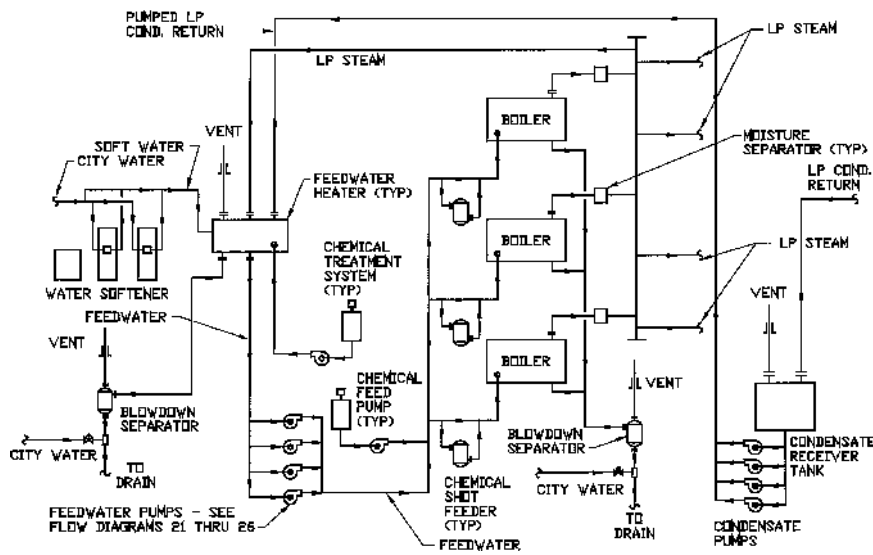 PUMPED LP
COND. RETURN
LP STEAM
LP STEAM
BOILER
MOISTURE
SEPARATOR (TYP)
VENT
SOFT WATER
CITY WATER
FEEDWATER
HEATER (TYP)
LP COND.
RETURN
BOILER
CHEMICAL
TREATMENT
SYSTEM
(TYP)
LP STEAM
WATER SOFTENER
FEEDWATER
VENT
VENT
BOILER
CHEMICAL
FEED
PUMP
(TYP)
VENT
BLOWDOWN
SEPARATOR
CITY WATER
TO
DRAIN
BLOWDOWN
SEPARATOR
CONDENSATE
RECEIVER
TANK
CHEMICAL
SHOT
FEEDER
(TYP)
CITY WATER
TO
DRAIN
CONDENSATE
PUMPS
FEEDWATER PUMPS - SEE
FLOW DIAGRAMS 21 THRU 26
FEEDWATER